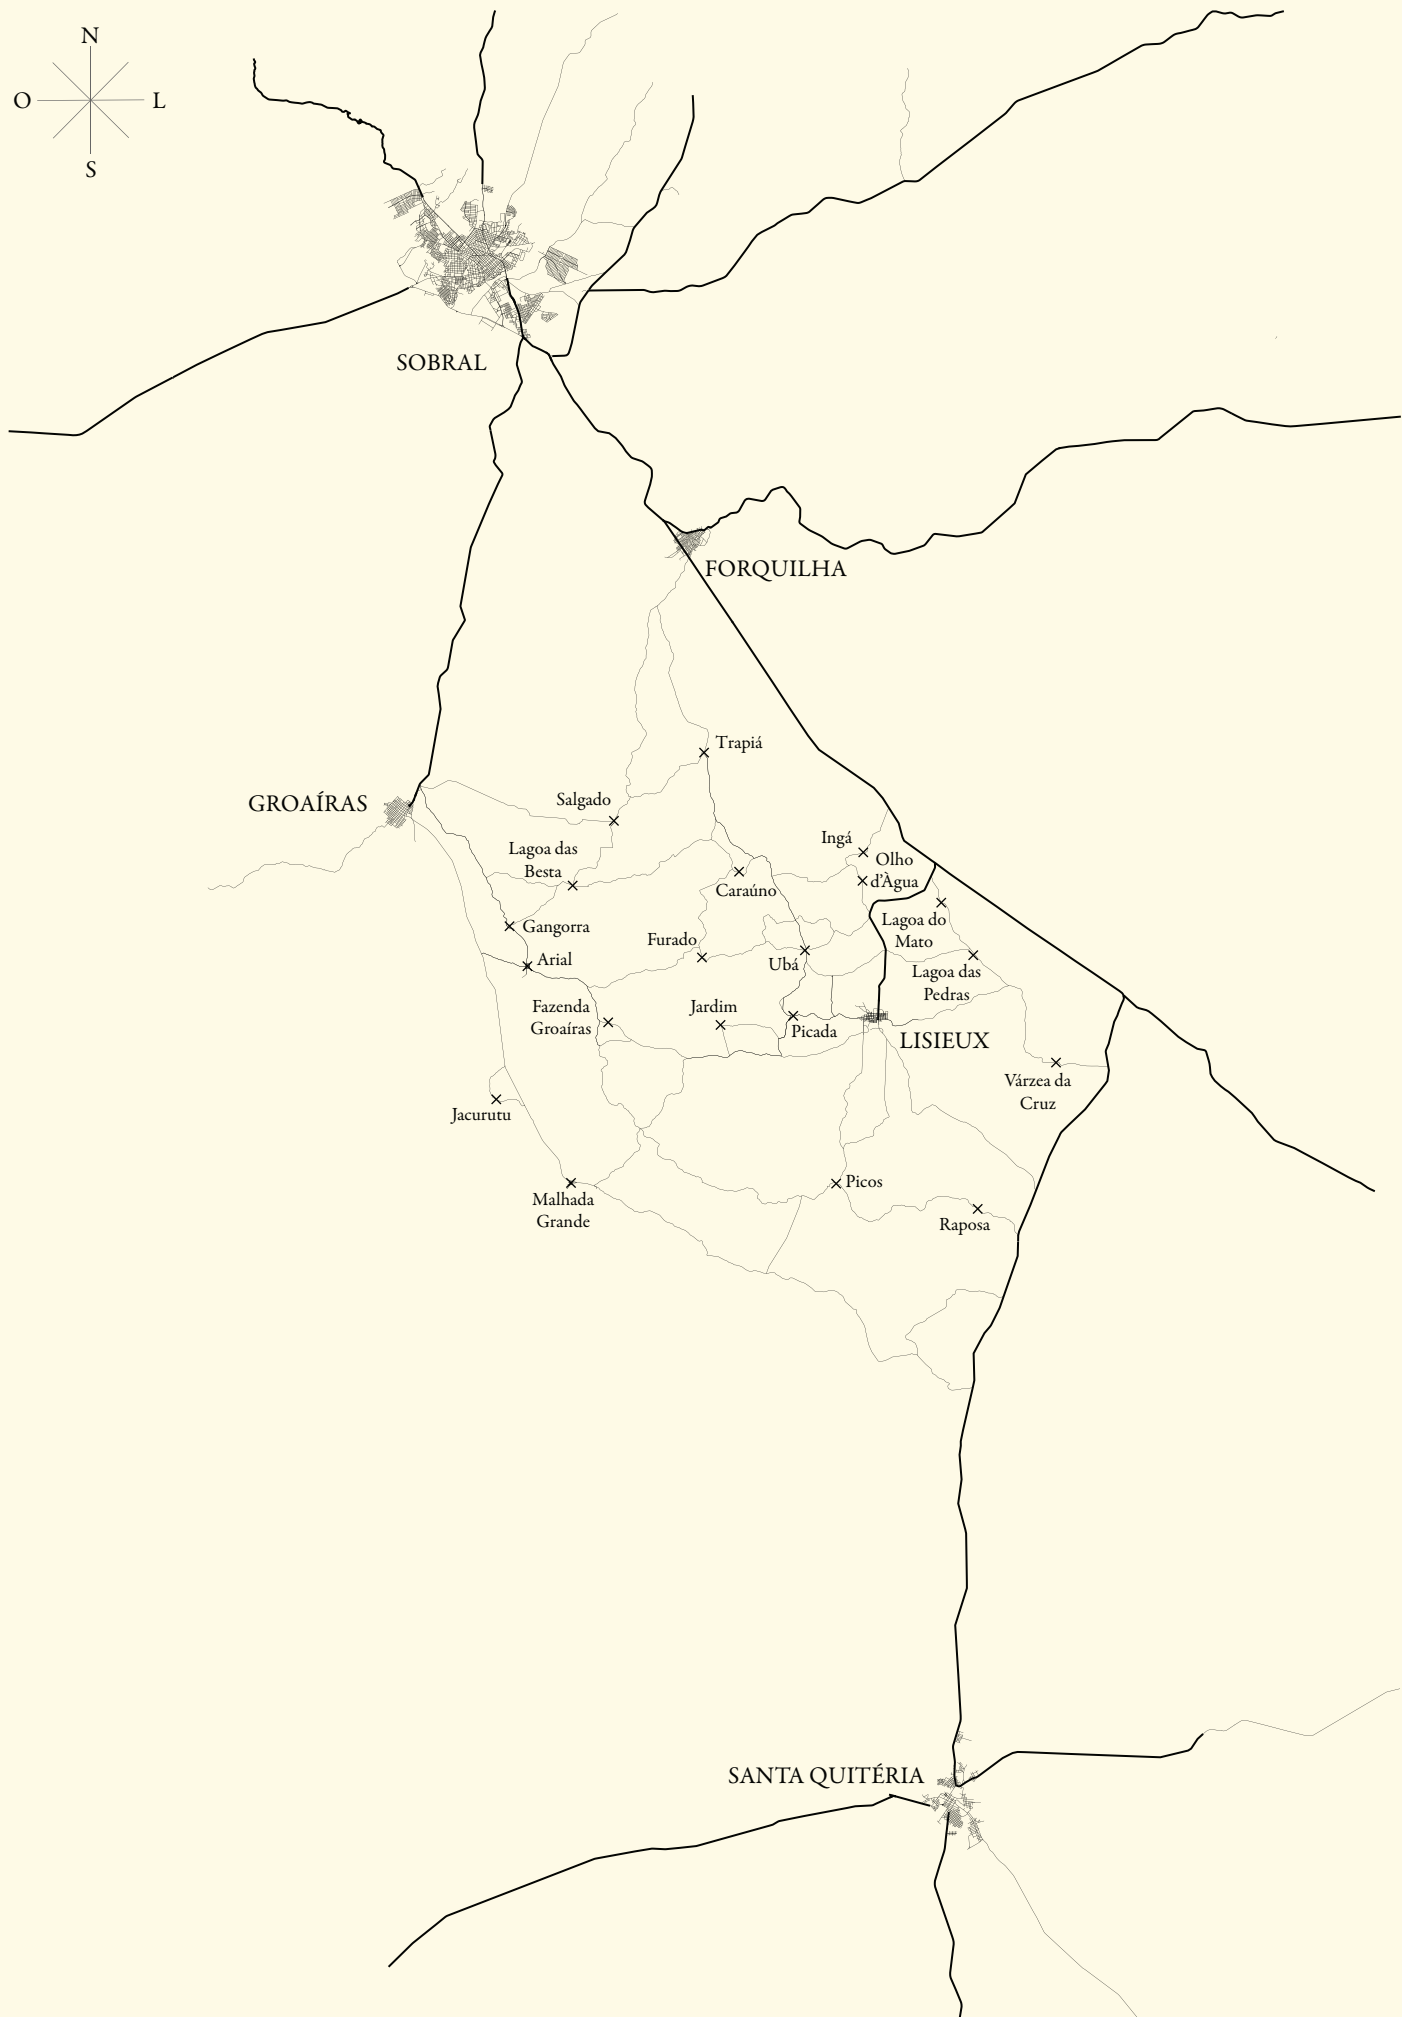 N
O
L
S
SOBRAL
FORQUILHA
Trapiá
GROAÍRAS
Salgado
Ingá
Lagoa das
Besta
Olho
d'Àgua
Caraúno
Lagoa do
Mato
Gangorra
Furado
Arial
Ubá
Lagoa das
Pedras
Fazenda
Groaíras
Jardim
Picada
LISIEUX
Várzea da
Cruz
Jacurutu
Picos
Malhada
Grande
Raposa
SANTA QUITÉRIA